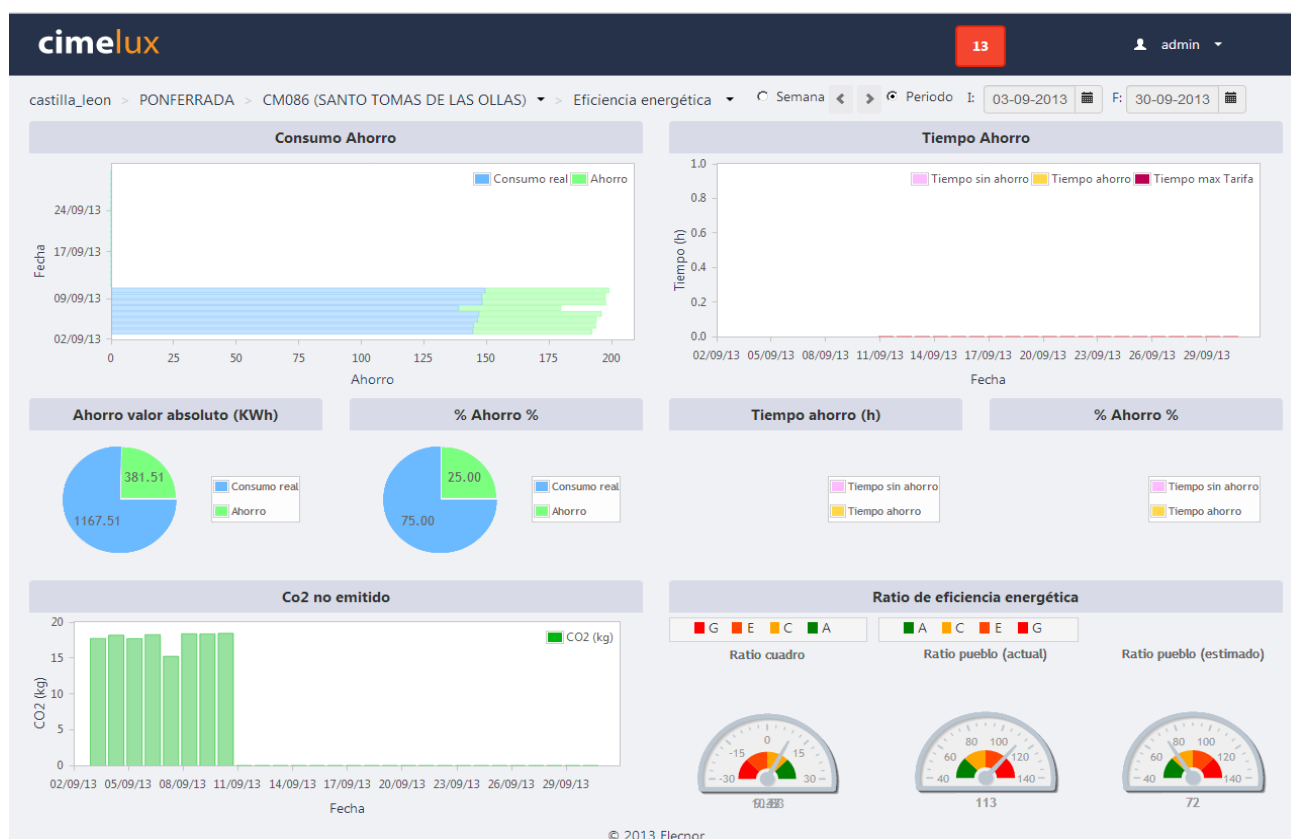 cimelux
13
admin
castilla_leon > PONFERRADA > CM086 (SANTO TOMAS DE LAS OLLAS) > Eficiencia energética
Semana
Periodo I: 03-09-2013 F: 30-09-2013
Consumo Ahorro
Consumo real Ahorro
Fecha
24/09/13
17/09/13
09/09/13
02/09/13
0 25 50 75 100 125 150 175 200
Ahorro
Tiempo Ahorro
Tiempo sin ahorro Tiempo ahorro Tiempo max Tarifa
Tiempo (h)
1.0
0.8
0.6
0.4
0.2
0.0
02/09/13 05/09/13 08/09/13 11/09/13 14/09/13 17/09/13 20/09/13 23/09/13 26/09/13 29/09/13
Fecha
Ahorro valor absoluto (KWh)
381.51
1167.51
Consumo real
Ahorro
% Ahorro %
25.00
75.00
Consumo real
Ahorro
Tiempo ahorro (h)
Tiempo sin ahorro
Tiempo ahorro
% Ahorro %
Tiempo sin ahorro
Tiempo ahorro
Co2 no emitido
CO2 (kg)
CO2 (kg)
20
15
10
5
0
02/09/13 05/09/13 08/09/13 11/09/13 14/09/13 17/09/13 20/09/13 23/09/13 26/09/13 29/09/13
Fecha
Ratio de eficiencia energética
G E C A
A C E G
Ratio cuadro
-30 -15 0 15 30
Ratio pueblo (actual)
40 60 80 100 120 140
113
Ratio pueblo (estimado)
40 60 80 100 120 140
72
© 2013 Elecnor